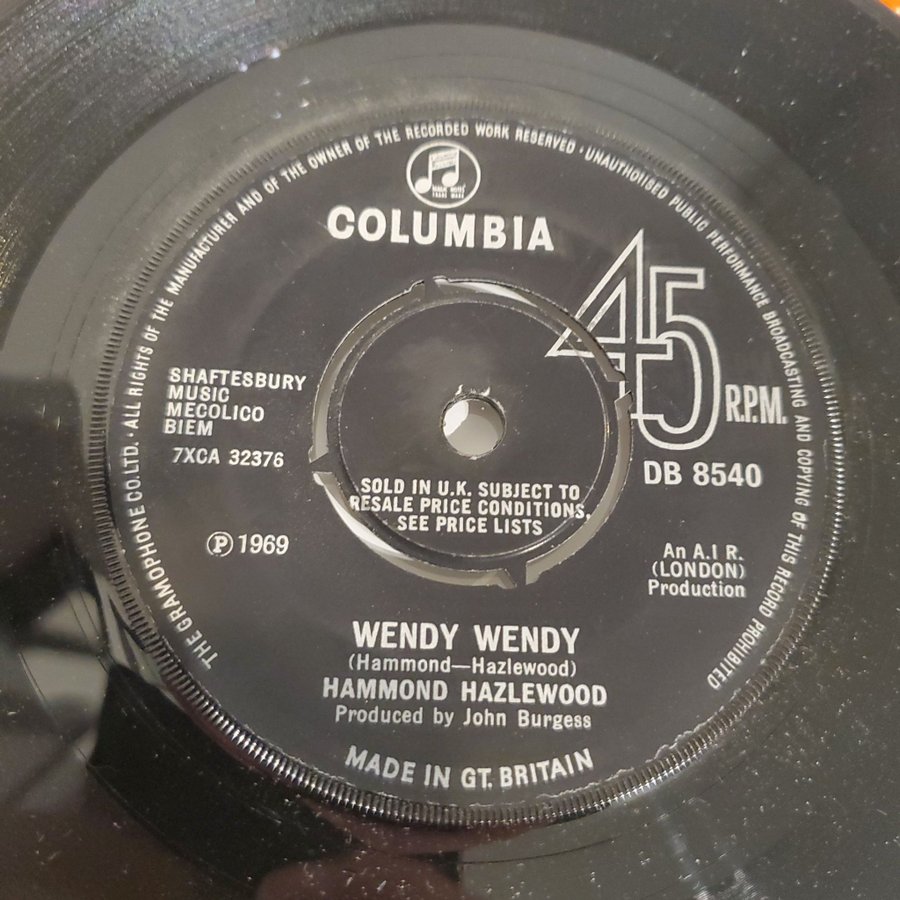 THE GRAMOPHONE CO. LTD. · ALL RIGHTS OF THE MANUFACTURER AND OF THE OWNER OF THE RECORDED WORK RESERVED · UNAUTHORISED PUBLIC PERFORMANCE BROADCASTING AND COPYING OF THIS RECORD PROHIBITED
COLUMBIA
45
R.P.M.
SHAFTESBURY
MUSIC
MECOLICO
BIEM
7XCA 32376
DB 8540
SOLD IN U.K. SUBJECT TO
RESALE PRICE CONDITIONS,
SEE PRICE LISTS
Ⓟ 1969
An A.I R.
(LONDON)
Production
WENDY WENDY
(Hammond—Hazlewood)
HAMMOND HAZLEWOOD
Produced by John Burgess
MADE IN GT. BRITAIN